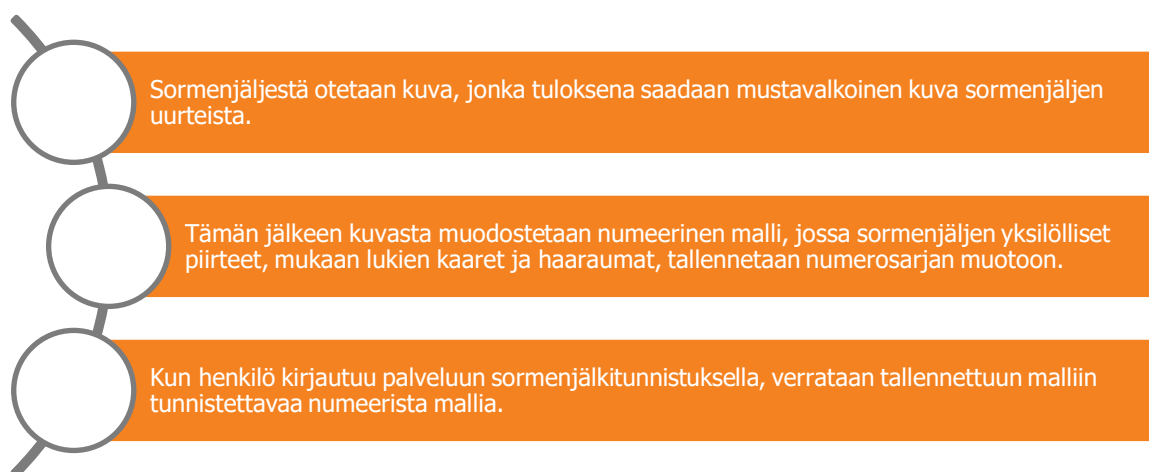 Sormenjäljestä otetaan kuva, jonka tuloksena saadaan mustavalkoinen kuva sormenjäljen
uurteista.
Tämän jälkeen kuvasta muodostetaan numeerinen malli, jossa sormenjäljen yksilölliset
piirteet, mukaan lukien kaaret ja haaraumat, tallennetaan numerosarjan muotoon.
Kun henkilö kirjautuu palveluun sormenjälkitunnistuksella, verrataan tallennettuun malliin
tunnistettavaa numeerista mallia.